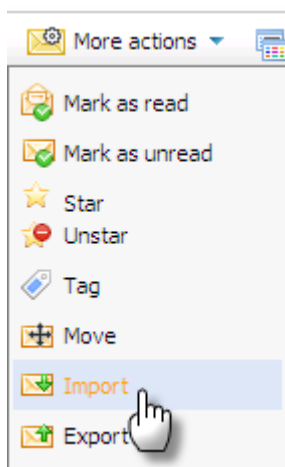 More actions
Mark as read
Mark as unread
Star
Unstar
Tag
Move
Import
Export